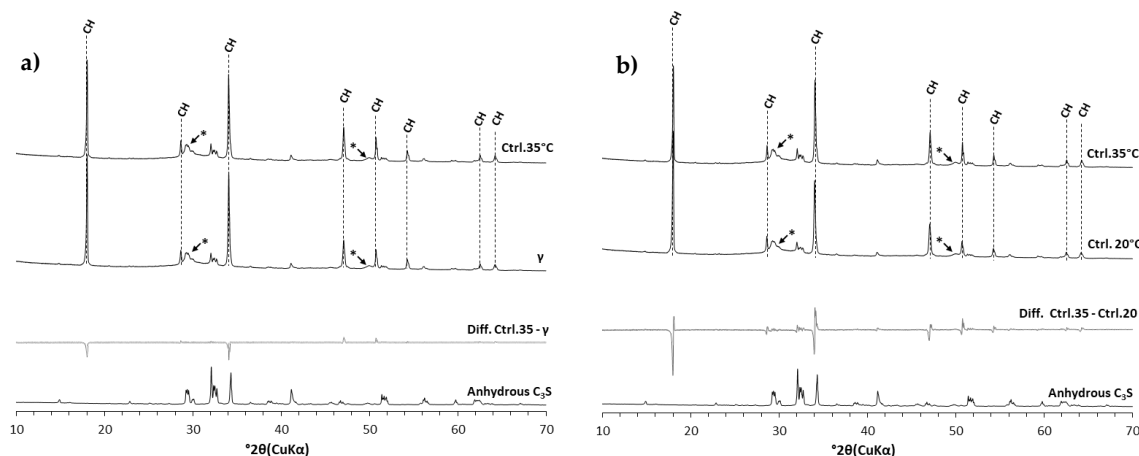 a)
CH
CH
CH
CH
CH
CH
CH
CH
*
*
Ctrl.35°C
*
*
γ
Diff. Ctrl.35 - γ
Anhydrous C₃S
10 20 30 40 50 60 70
°2θ(CuKα)
b)
CH
CH
CH
CH
CH
CH
CH
CH
*
*
Ctrl.35°C
*
*
Ctrl. 20°C
Diff. Ctrl.35 - Ctrl.20
Anhydrous C₃S
10 20 30 40 50 60 70
°2θ(CuKα)